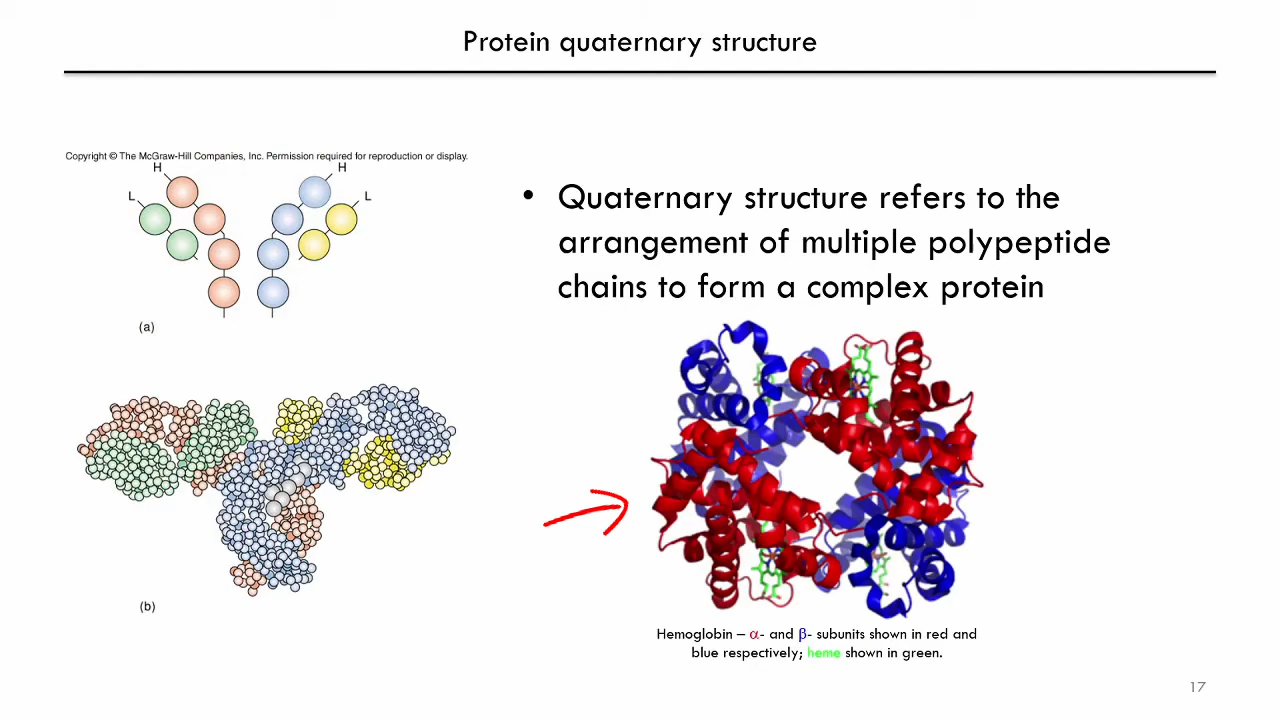 Protein quaternary structure
Copyright © The McGraw-Hill Companies, Inc. Permission required for reproduction or display.
H
H
L
L
(a)
(b)
• Quaternary structure refers to the
arrangement of multiple polypeptide
chains to form a complex protein
Hemoglobin – α- and β- subunits shown in red and
blue respectively; heme shown in green.
17